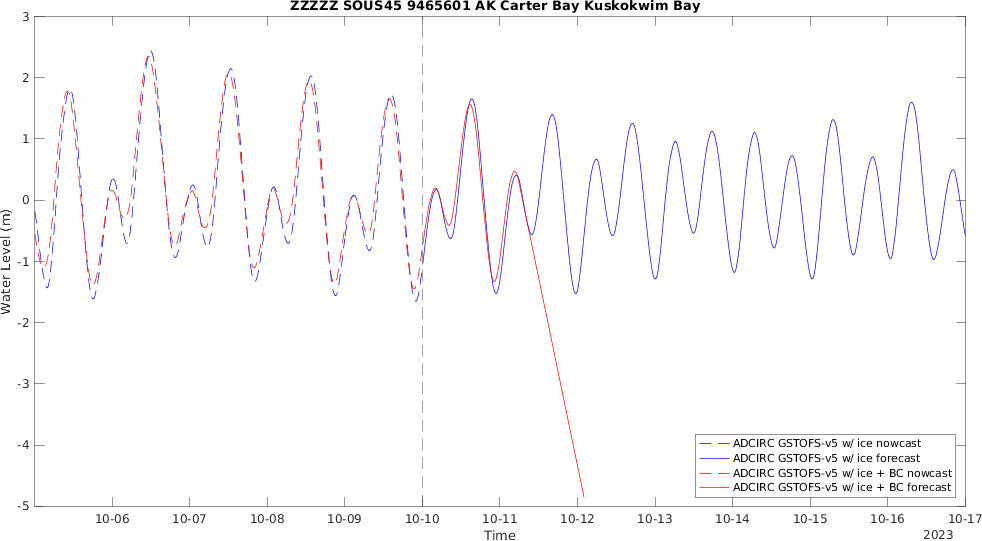 ZZZZZ SOUS45 9465601 AK Carter Bay Kuskokwim Bay
3
2
1
0
-1
-2
-3
-4
-5
Water Level (m)
ADCIRC GSTOFS-v5 w/ ice nowcast
ADCIRC GSTOFS-v5 w/ ice forecast
ADCIRC GSTOFS-v5 w/ ice + BC nowcast
ADCIRC GSTOFS-v5 w/ ice + BC forecast
10-06 10-07 10-08 10-09 10-10 10-11 10-12 10-13 10-14 10-15 10-16 10-17
Time
2023